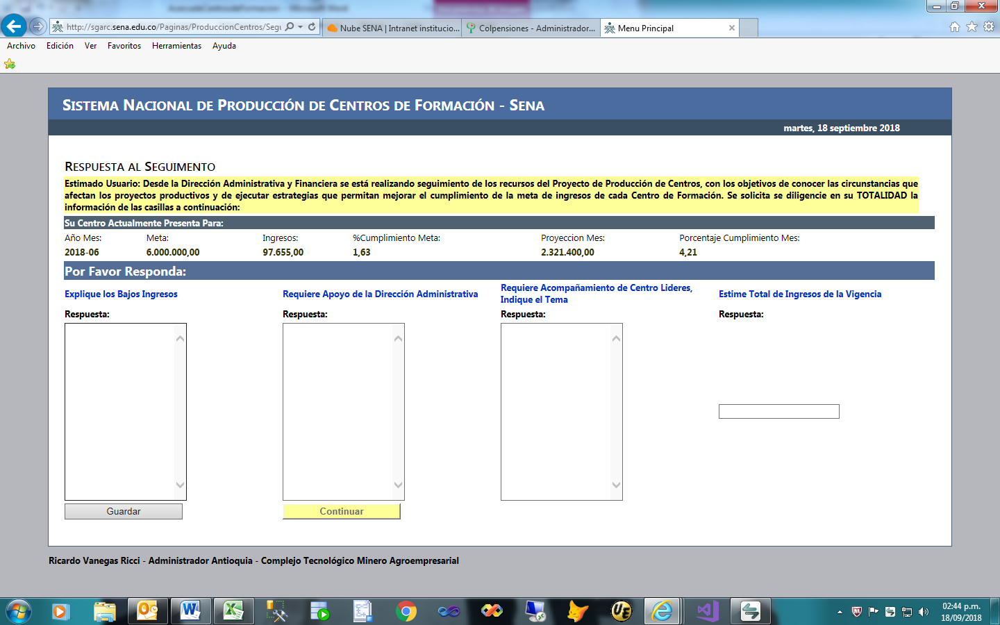 http://sgarc.sena.edu.co/Paginas/ProduccionCentros/Segu
Nube SENA | Intranet institucio...
Colpensiones - Administrador...
Menu Principal
Archivo Edición Ver Favoritos Herramientas Ayuda
SISTEMA NACIONAL DE PRODUCCIÓN DE CENTROS DE FORMACIÓN - SENA
martes, 18 septiembre 2018
RESPUESTA AL SEGUIMENTO
Estimado Usuario: Desde la Dirección Administrativa y Financiera se está realizando seguimiento de los recursos del Proyecto de Producción de Centros, con los objetivos de conocer las circunstancias que
afectan los proyectos productivos y de ejecutar estrategias que permitan mejorar el cumplimiento de la meta de ingresos de cada Centro de Formación. Se solicita se diligencie en su TOTALIDAD la
información de las casillas a continuación:
Su Centro Actualmente Presenta Para:
Año Mes: Meta: Ingresos: %Cumplimiento Meta: Proyeccion Mes: Porcentaje Cumplimiento Mes:
2018-06 6.000.000,00 97.655,00 1,63 2.321.400,00 4,21
Por Favor Responda:
Explique los Bajos Ingresos
Requiere Apoyo de la Dirección Administrativa
Requiere Acompañamiento de Centro Lideres,
Indique el Tema
Estime Total de Ingresos de la Vigencia
Respuesta: Respuesta: Respuesta: Respuesta:
Guardar
Continuar
Ricardo Vanegas Ricci - Administrador Antioquia - Complejo Tecnológico Minero Agroempresarial
02:44 p.m.
18/09/2018